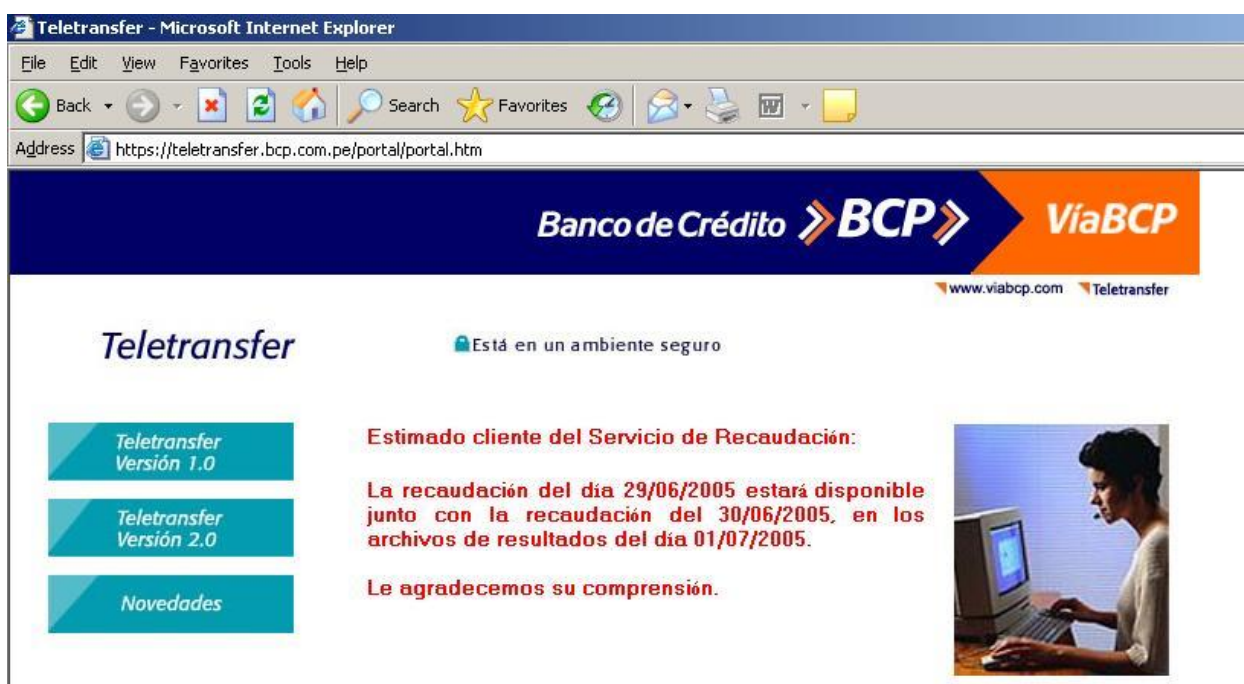 Teletransfer - Microsoft Internet Explorer
File Edit View Favorites Tools Help
Back Search Favorites
Address https://teletransfer.bcp.com.pe/portal/portal.htm
Banco de Crédito BCP VíaBCP
www.viabcp.com Teletransfer
Teletransfer Está en un ambiente seguro
Teletransfer
Versión 1.0
Teletransfer
Versión 2.0
Novedades
Estimado cliente del Servicio de Recaudación:
La recaudación del día 29/06/2005 estará disponible
junto con la recaudación del 30/06/2005, en los
archivos de resultados del día 01/07/2005.
Le agradecemos su comprensión.